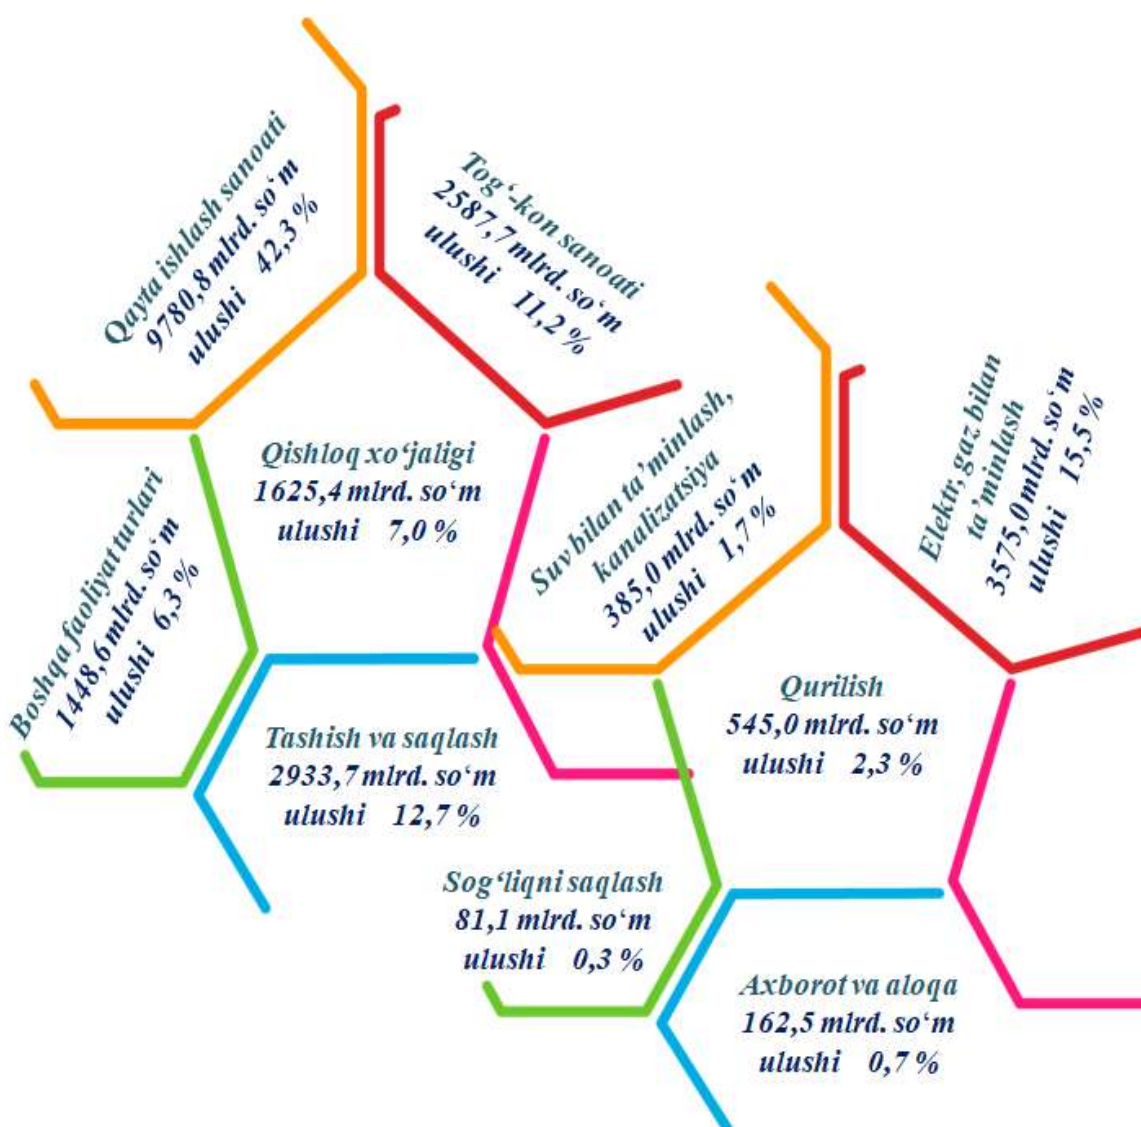 Qayta ishlash sanoati
9780,8 mlrd. so‘m
ulushi 42,3 %
Tog‘-kon sanoati
2587,7 mlrd. so‘m
ulushi 11,2 %
Qishloq xo‘jaligi
1625,4 mlrd. so‘m
ulushi 7,0 %
Boshqa faoliyat turlari
1448,6 mlrd. so‘m
ulushi 6,3 %
Tashish va saqlash
2933,7 mlrd. so‘m
ulushi 12,7 %
Suv bilan ta’minlash,
kanalizatsiya
385,0 mlrd. so‘m
ulushi 1,7 %
Elektr, gaz bilan
ta’minlash
3575,0 mlrd. so‘m
ulushi 15,5 %
Qurilish
545,0 mlrd. so‘m
ulushi 2,3 %
Sog‘liqni saqlash
81,1 mlrd. so‘m
ulushi 0,3 %
Axborot va aloqa
162,5 mlrd. so‘m
ulushi 0,7 %